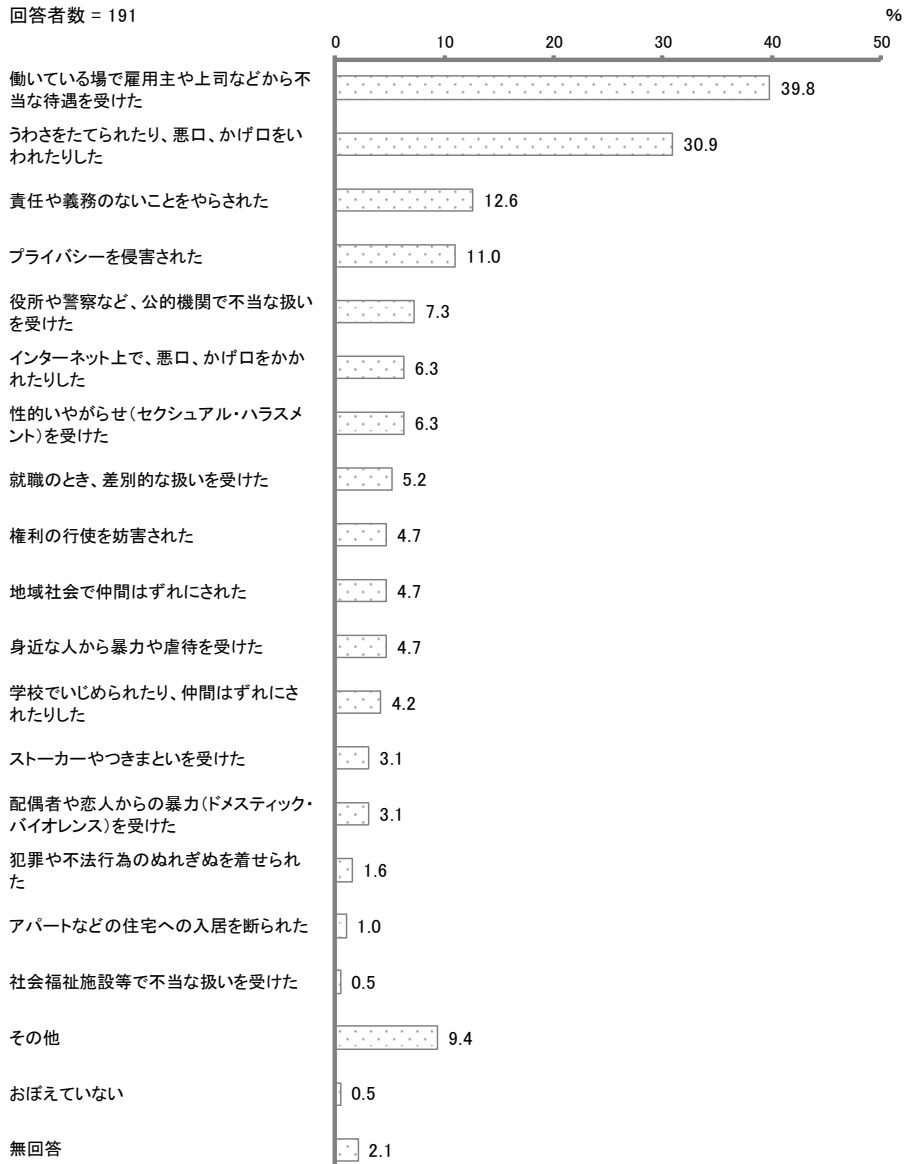 回答者数 = 191
%
0 10 20 30 40 50
働いている場で雇用主や上司などから不
当な待遇を受けた
39.8
うわさをたてられたり、悪口、かげ口をい
われたりした
30.9
責任や義務のないことをやらされた
12.6
プライバシーを侵害された
11.0
役所や警察など、公的機関で不当な扱い
を受けた
7.3
インターネット上で、悪口、かげ口をかか
れたりした
6.3
性的いやがらせ(セクシュアル・ハラスメ
ント)を受けた
6.3
就職のとき、差別的な扱いを受けた
5.2
権利の行使を妨害された
4.7
地域社会で仲間はずれにされた
4.7
身近な人から暴力や虐待を受けた
4.7
学校でいじめられたり、仲間はずれにさ
れたりした
4.2
ストーカーやつきまといを受けた
3.1
配偶者や恋人からの暴力(ドメスティック・
バイオレンス)を受けた
3.1
犯罪や不法行為のぬれぎぬを着せられ
た
1.6
アパートなどの住宅への入居を断られた
1.0
社会福祉施設等で不当な扱いを受けた
0.5
その他
9.4
おぼえていない
0.5
無回答
2.1